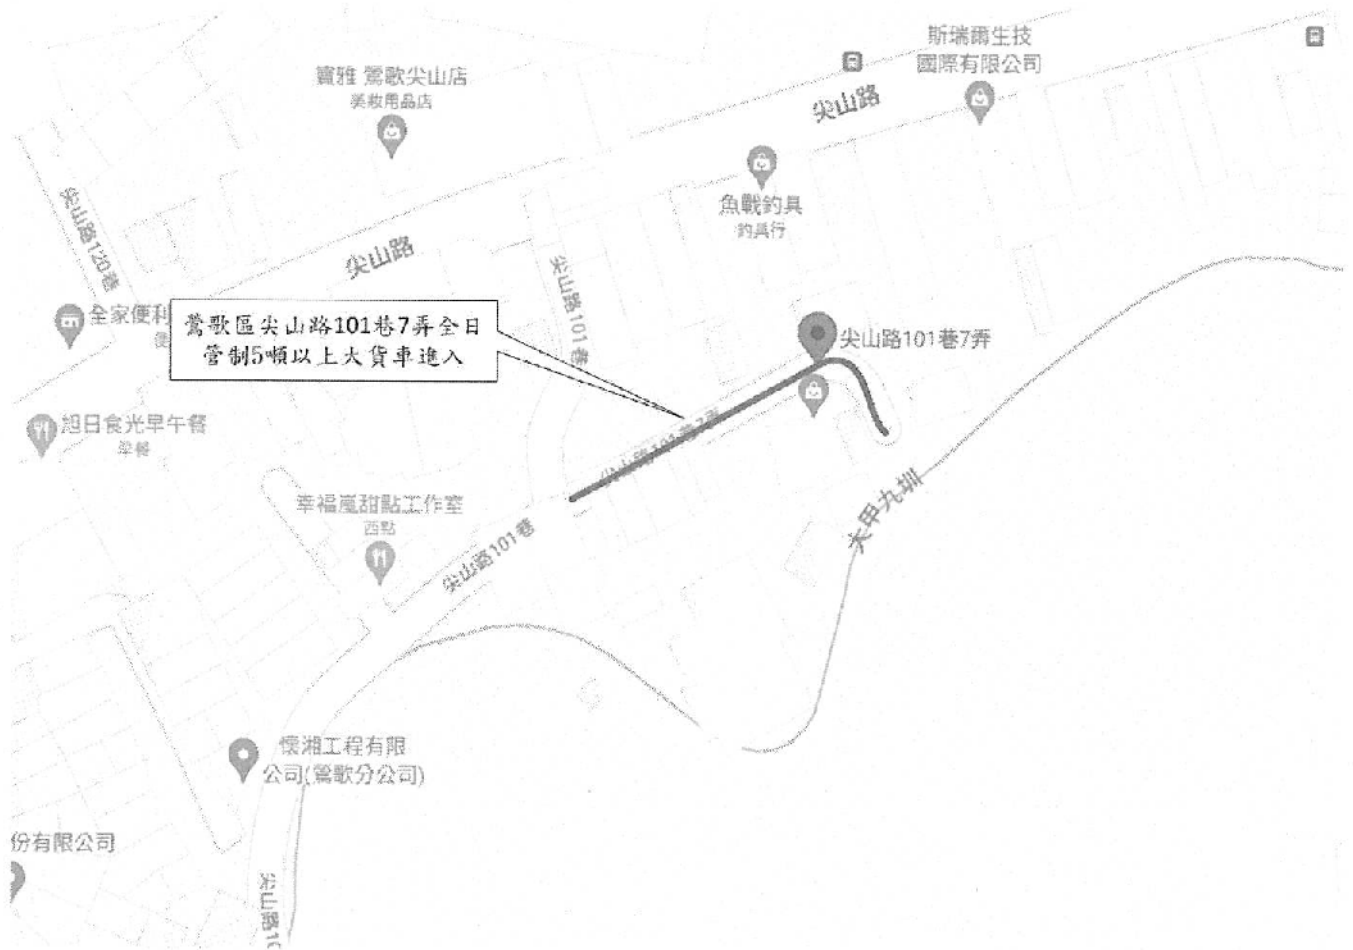 斯瑞爾生技
國際有限公司
寶雅 鶯歌尖山店
美妝用品店
尖山路
魚戰釣具
釣具行
尖山路120巷
尖山路
尖山路101巷
全家便利
鶯歌區尖山路101巷7弄全日
管制5噸以上大貨車進入
尖山路101巷7弄
旭日食光早午餐
早餐
尖山路101巷7弄
大甲九圳
幸福嵐甜點工作室
西點
尖山路101巷
懷湘工程有限
公司(鶯歌分公司)
份有限公司
尖山路10